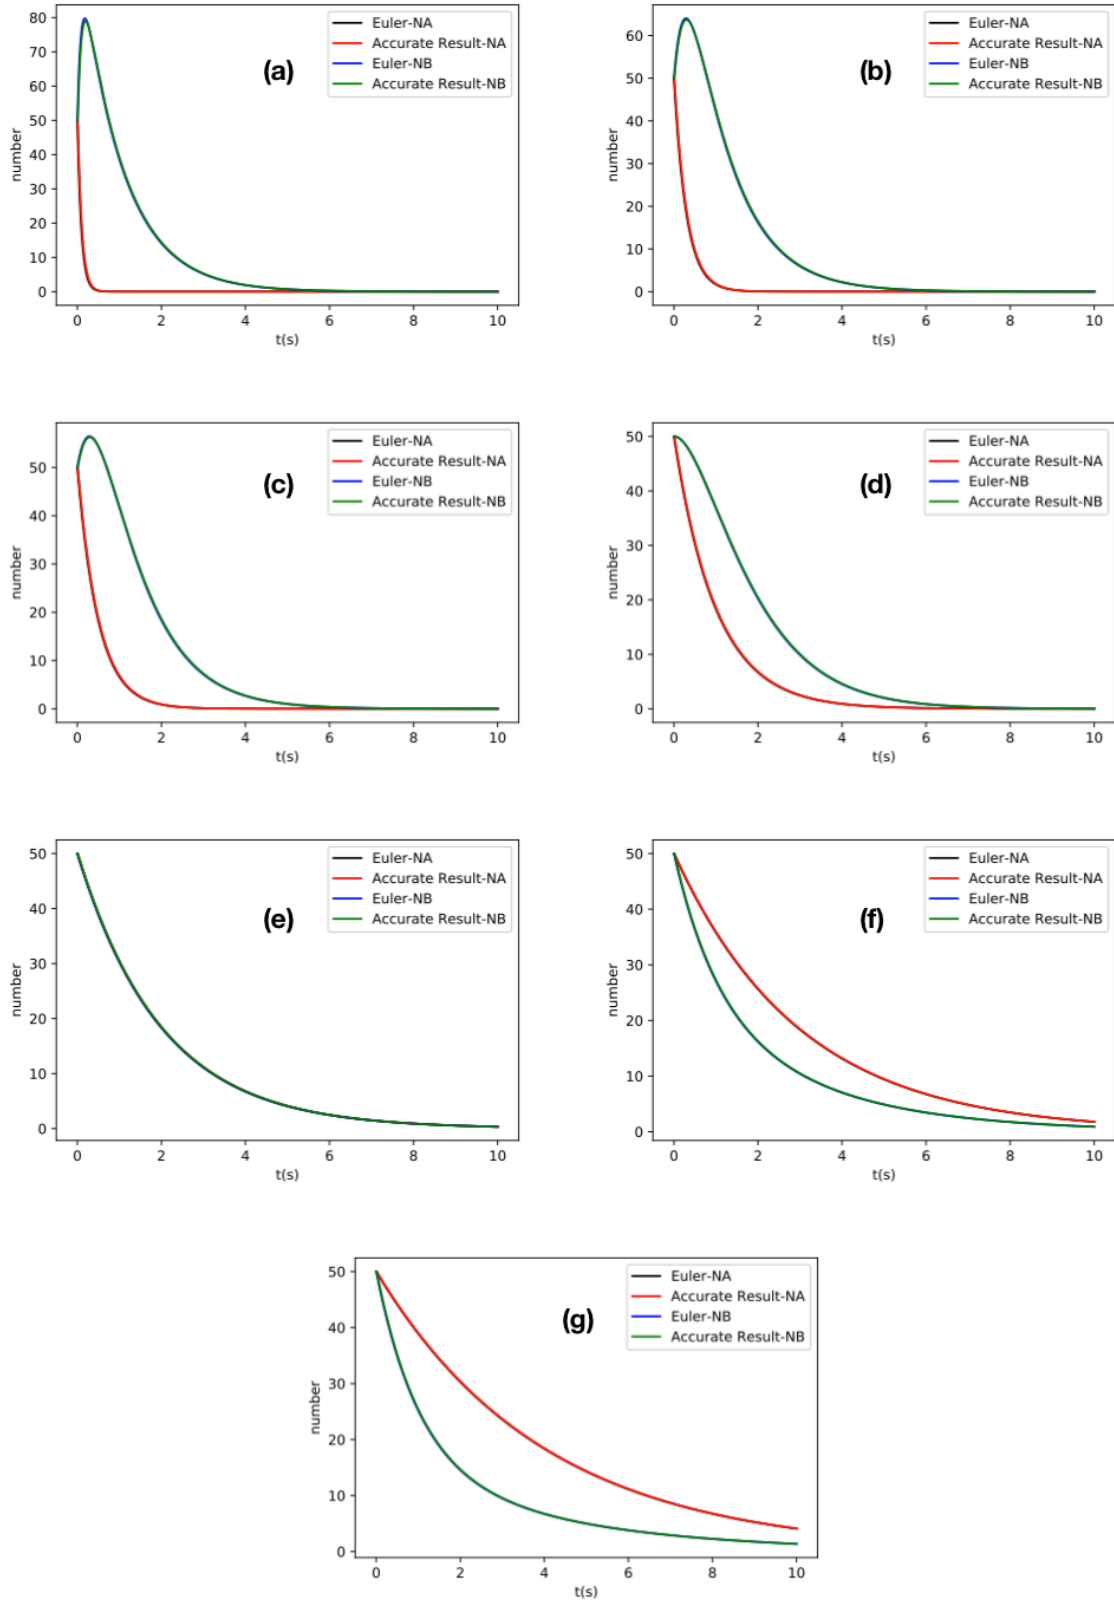 Euler-NA
Accurate Result-NA
Euler-NB
Accurate Result-NB
(a)
number
80
70
60
50
40
30
20
10
0
0 2 4 6 8 10
t(s)
Euler-NA
Accurate Result-NA
Euler-NB
Accurate Result-NB
(b)
number
60
50
40
30
20
10
0
0 2 4 6 8 10
t(s)
Euler-NA
Accurate Result-NA
Euler-NB
Accurate Result-NB
(c)
number
50
40
30
20
10
0
0 2 4 6 8 10
t(s)
Euler-NA
Accurate Result-NA
Euler-NB
Accurate Result-NB
(d)
number
50
40
30
20
10
0
0 2 4 6 8 10
t(s)
Euler-NA
Accurate Result-NA
Euler-NB
Accurate Result-NB
(e)
number
50
40
30
20
10
0
0 2 4 6 8 10
t(s)
Euler-NA
Accurate Result-NA
Euler-NB
Accurate Result-NB
(f)
number
50
40
30
20
10
0
0 2 4 6 8 10
t(s)
Euler-NA
Accurate Result-NA
Euler-NB
Accurate Result-NB
(g)
number
50
40
30
20
10
0
0 2 4 6 8 10
t(s)